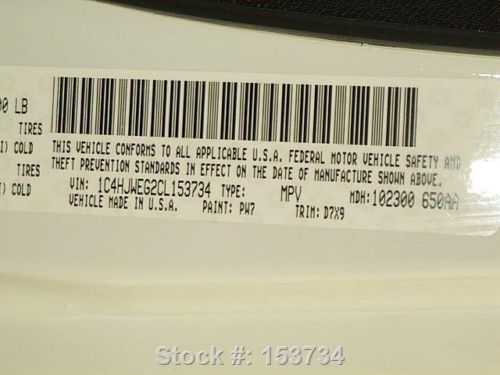 00 LB
TIRES
I) COLD
TIRES
I) COLD
THIS VEHICLE CONFORMS TO ALL APPLICABLE U.S.A. FEDERAL MOTOR VEHICLE SAFETY AND
THEFT PREVENTION STANDARDS IN EFFECT ON THE DATE OF MANUFACTURE SHOWN ABOVE.
VIN: 1C4HJWEG2CL153734 TYPE: MPV MDH: 102300 650AA
VEHICLE MADE IN U.S.A. PAINT: PW7 TRIM: D7X9
Stock #: 153734